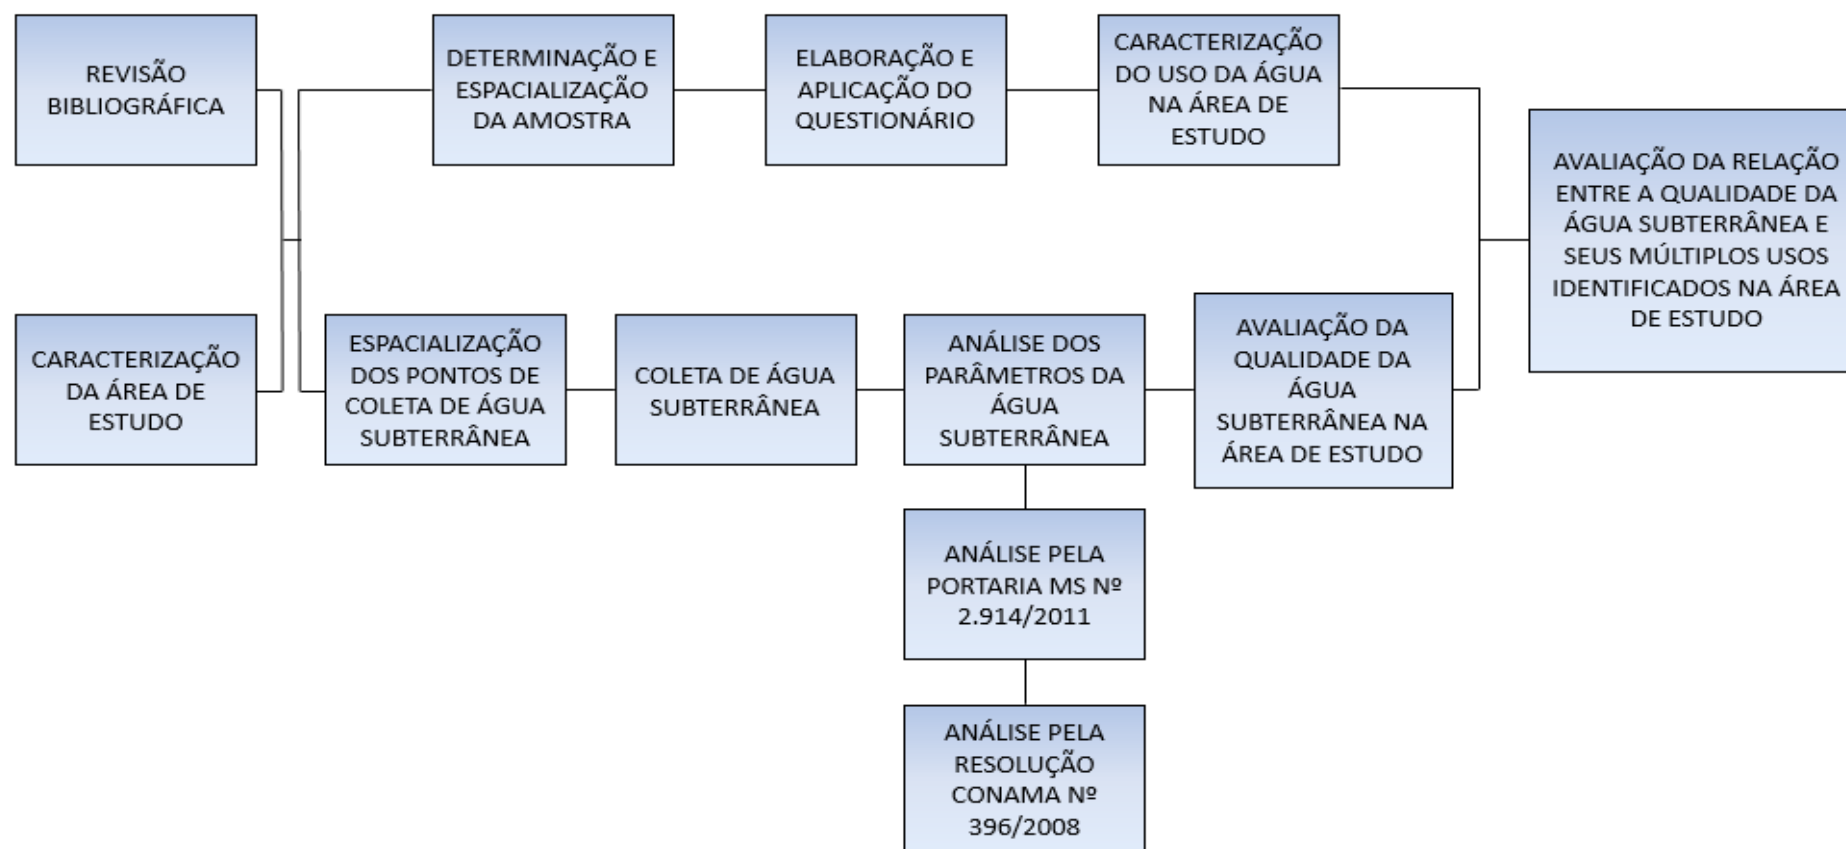 REVISÃO
BIBLIOGRÁFICA
DETERMINAÇÃO E
ESPACIALIZAÇÃO
DA AMOSTRA
ELABORAÇÃO E
APLICAÇÃO DO
QUESTIONÁRIO
CARACTERIZAÇÃO
DO USO DA ÁGUA
NA ÁREA DE
ESTUDO
AVALIAÇÃO DA RELAÇÃO
ENTRE A QUALIDADE DA
ÁGUA SUBTERRÂNEA E
SEUS MÚLTIPLOS USOS
IDENTIFICADOS NA ÁREA
DE ESTUDO
CARACTERIZAÇÃO
DA ÁREA DE
ESTUDO
ESPACIALIZAÇÃO
DOS PONTOS DE
COLETA DE ÁGUA
SUBTERRÂNEA
COLETA DE ÁGUA
SUBTERRÂNEA
ANÁLISE DOS
PARÂMETROS DA
ÁGUA
SUBTERRÂNEA
AVALIAÇÃO DA
QUALIDADE DA
ÁGUA
SUBTERRÂNEA NA
ÁREA DE ESTUDO
ANÁLISE PELA
PORTARIA MS Nº
2.914/2011
ANÁLISE PELA
RESOLUÇÃO
CONAMA Nº
396/2008